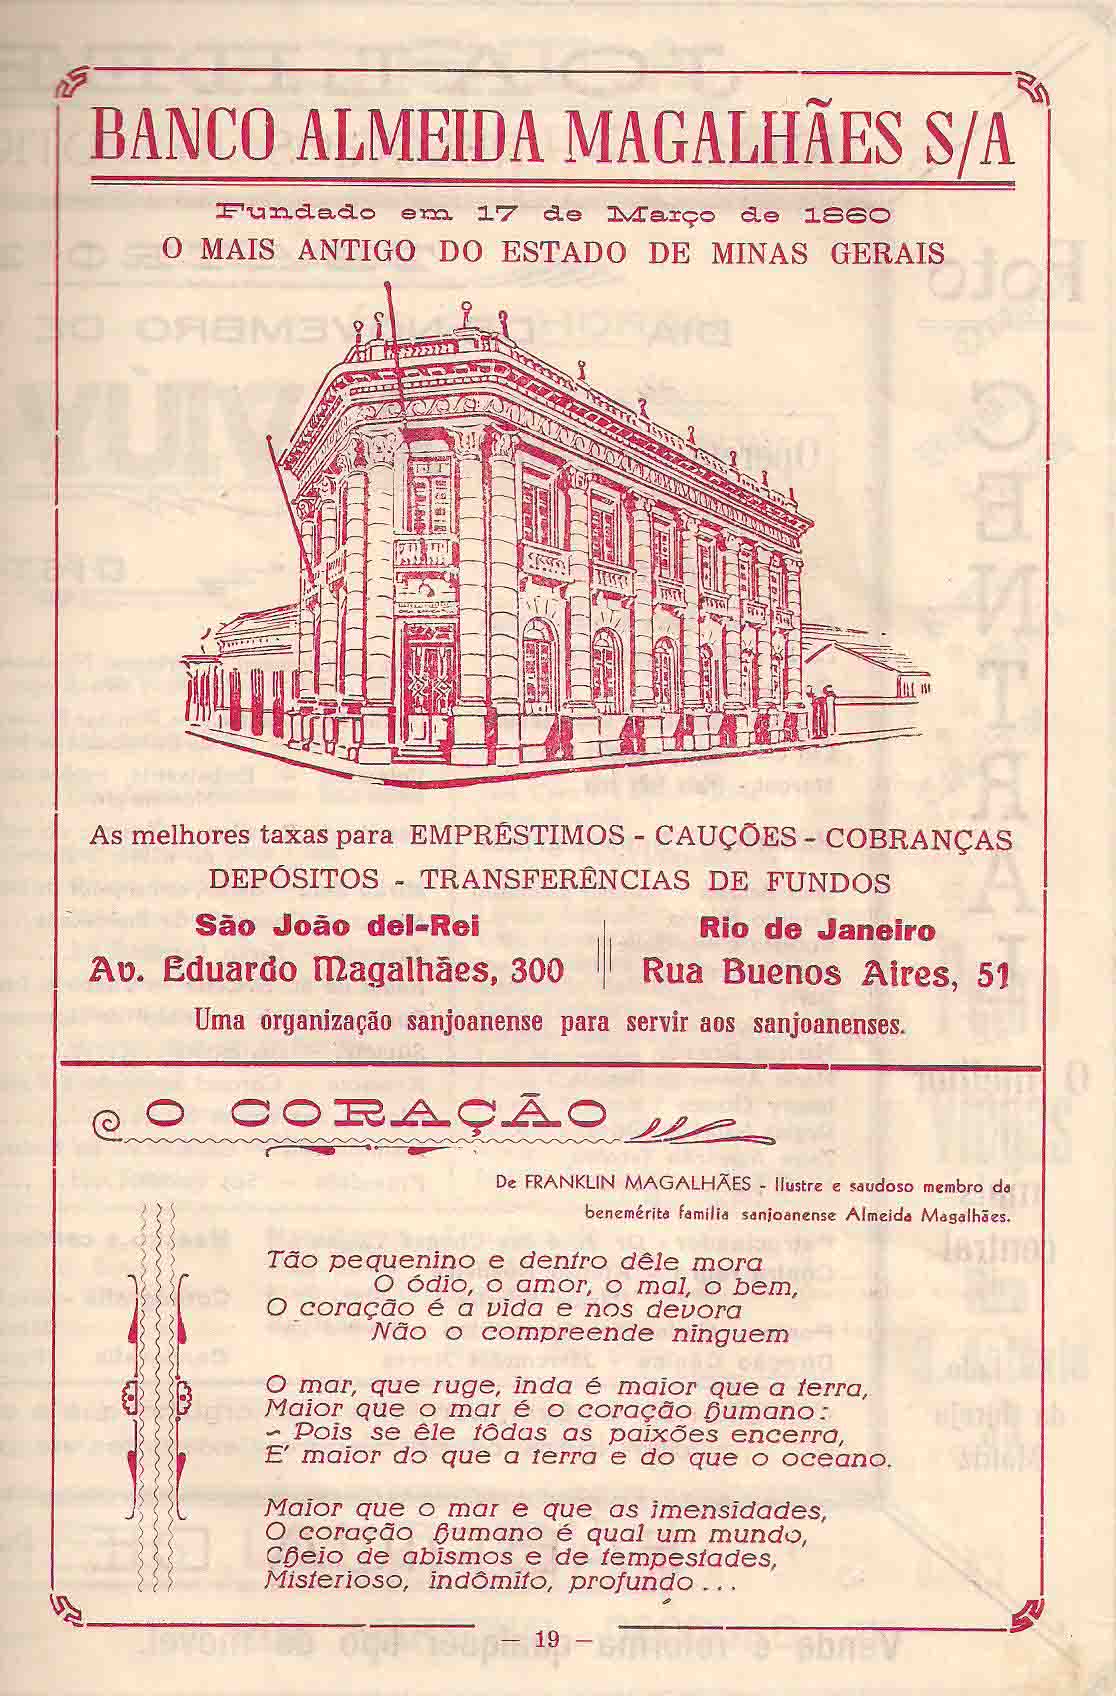 BANCO ALMEIDA MAGALHÃES S/A
Fundado em 17 de Março de 1860
O MAIS ANTIGO DO ESTADO DE MINAS GERAIS
As melhores taxas para EMPRÉSTIMOS - CAUÇÕES - COBRANÇAS
DEPÓSITOS - TRANSFERÊNCIAS DE FUNDOS
São João del-Rei
Av. Eduardo Magalhães, 300
Rio de Janeiro
Rua Buenos Aires, 51
Uma organização sanjoanense para servir aos sanjoanenses.
O CORAÇÃO
De FRANKLIN MAGALHÃES - Ilustre e saudoso membro da
benemérita familia sanjoanense Almeida Magalhães.
Tão pequenino e dentro dêle mora
O ódio, o amor, o mal, o bem,
O coração é a vida e nos devora
Não o compreende ninguem
O mar, que ruge, inda é maior que a terra,
Maior que o mar é o coração humano:
- Pois se êle tôdas as paixões encerra,
E' maior do que a terra e do que o oceano.
Maior que o mar e que as imensidades,
O coração humano é qual um mundo,
Cheio de abismos e de tempestades,
Misterioso, indômito, profundo...
— 19 —